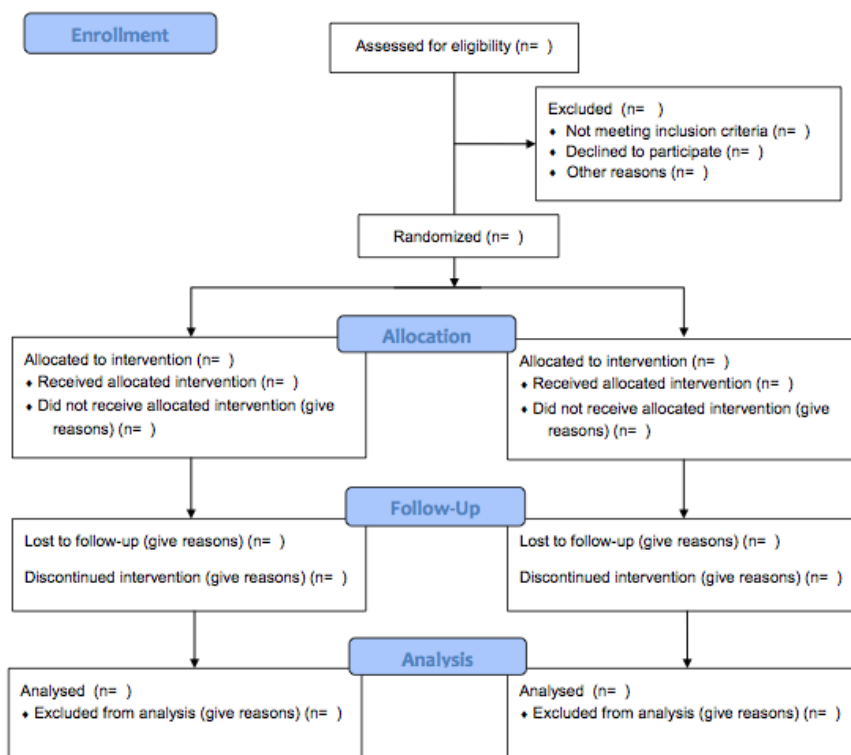 Enrollment
Assessed for eligibility (n=  )
Excluded  (n=   )
♦ Not meeting inclusion criteria (n=  )
♦ Declined to participate (n=  )
♦ Other reasons (n=  )
Randomized (n=  )
Allocation
Allocated to intervention (n=  )
♦ Received allocated intervention (n=  )
♦ Did not receive allocated intervention (give
reasons) (n=  )
Allocated to intervention (n=  )
♦ Received allocated intervention (n=  )
♦ Did not receive allocated intervention (give
reasons) (n=  )
Follow-Up
Lost to follow-up (give reasons) (n=  )
Discontinued intervention (give reasons) (n=  )
Lost to follow-up (give reasons) (n=  )
Discontinued intervention (give reasons) (n=  )
Analysis
Analysed  (n=  )
♦ Excluded from analysis (give reasons) (n=  )
Analysed  (n=  )
♦ Excluded from analysis (give reasons) (n=  )